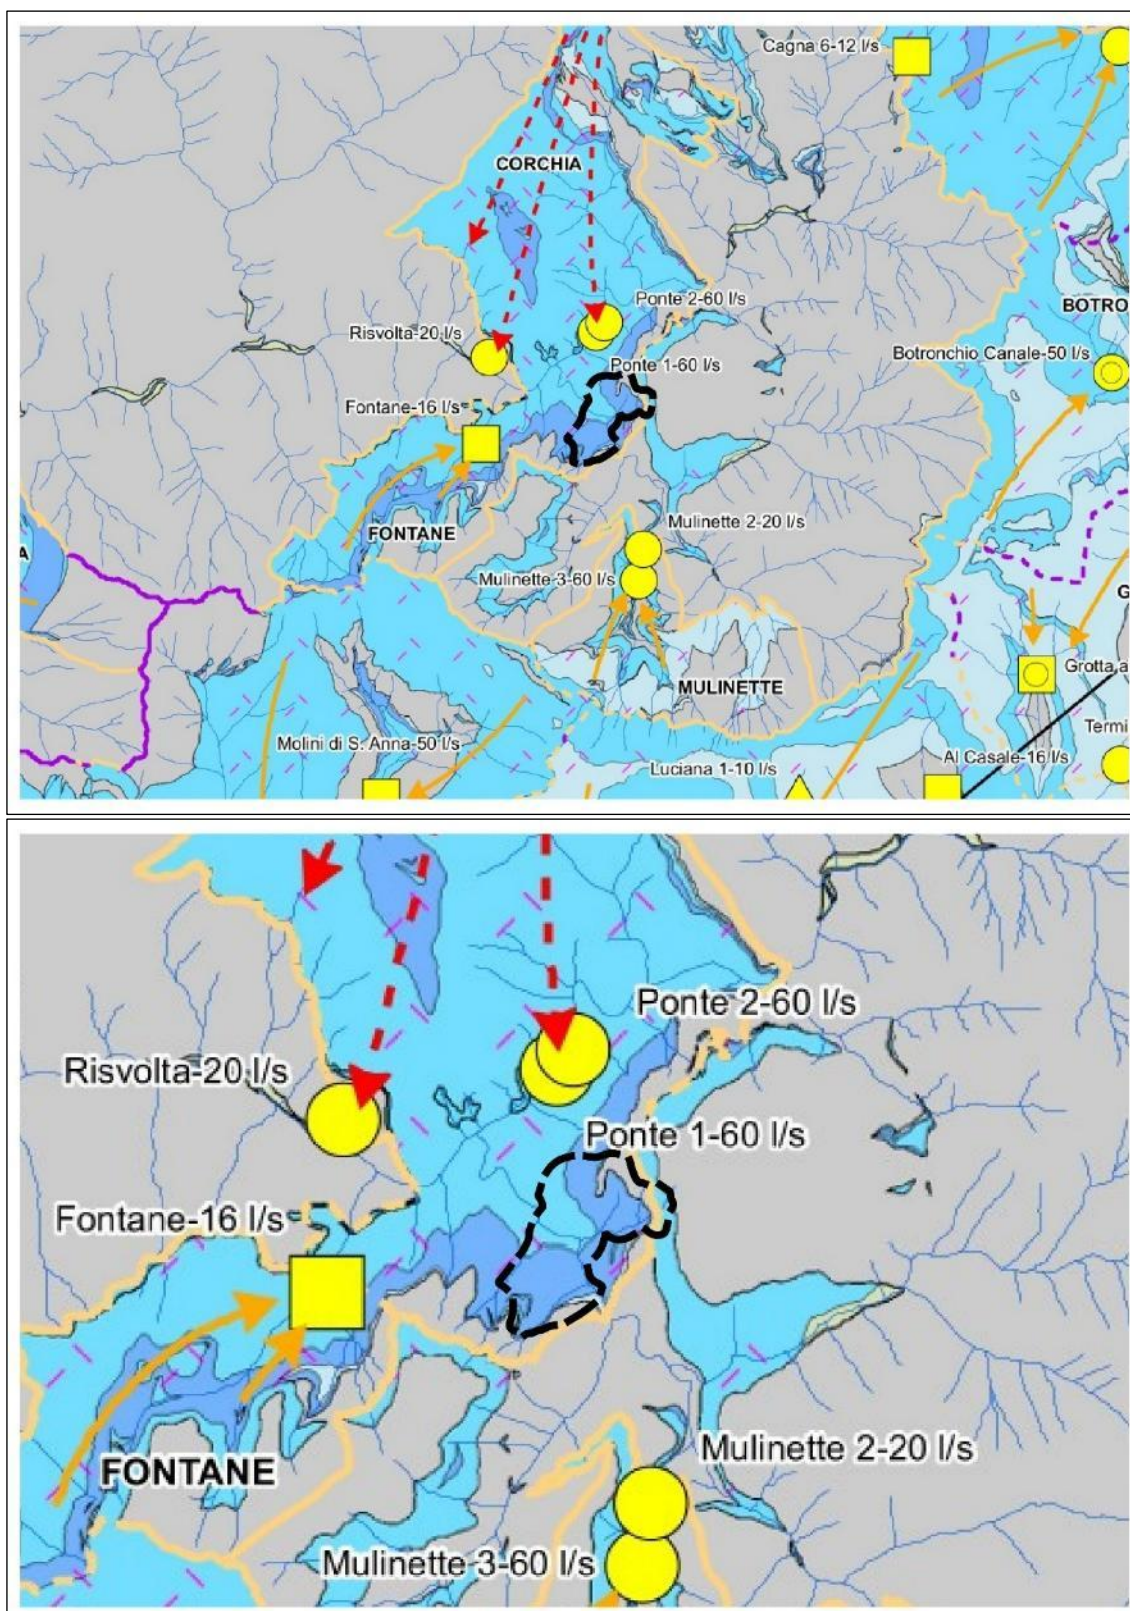 Cagna 6-12 l/s
CORCHIA
Ponte 2-60 l/s
BOTRO
Risvolta-20 l/s
Botronchio Canale-50 l/s
Ponte 1-60 l/s
Fontane-16 l/s
Mulinette 2-20 l/s
FONTANE
A
Mulinette 3-60 l/s
G
Grotta a
MULINETTE
Termi
Molini di S. Anna-50 l/s
Al Casale-16 l/s
Luciana 1-10 l/s
Ponte 2-60 l/s
Risvolta-20 l/s
Ponte 1-60 l/s
Fontane-16 l/s
Mulinette 2-20 l/s
FONTANE
Mulinette 3-60 l/s